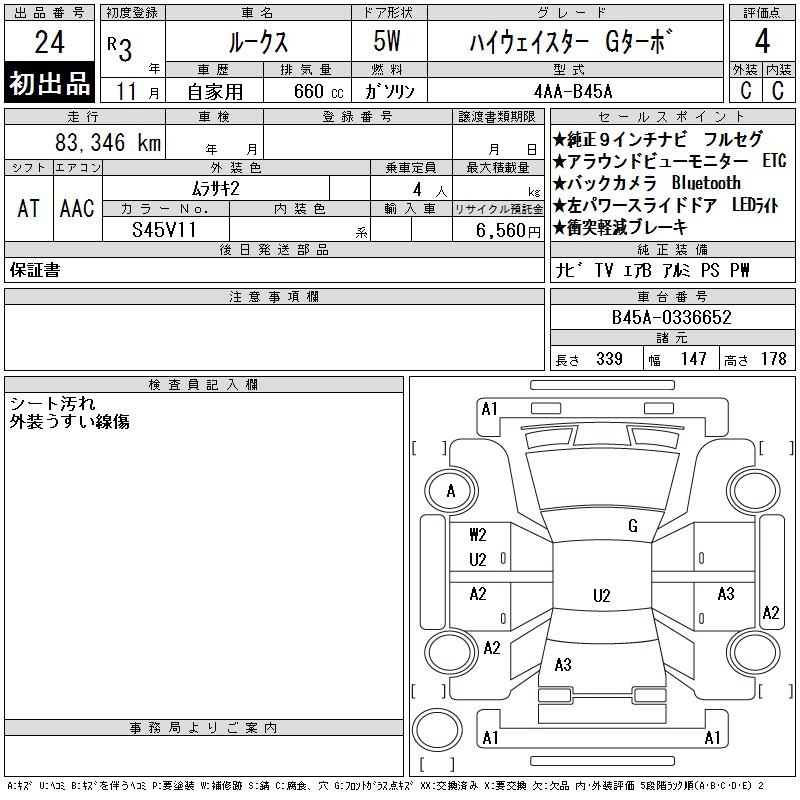 出品番号 初度登録 車名 ドア形状 グレード 評価点
24 R3年 ルークス 5W ハイウェイスター Gターボ 4
初出品 車歴 排気量 燃料 型式 外装 内装
11月 自家用 660cc ガソリン 4AA-B45A C C
走行 車検 登録番号 譲渡書類期限 セールスポイント
83,346 km 年 月 月 日
★純正9インチナビ フルセグ
シフト エアコン 外装色 乗車定員 最大積載量
★アラウンドビューモニター ETC
AT AAC ムラサキ2 4人 kg
★バックカメラ Bluetooth
カラーNo. 内装色 輸入車 リサイクル預託金
★左パワースライドドア LEDライト
S45V11 系 6,560円
★衝突軽減ブレーキ
後日発送部品 純正装備
保証書 ナビ TV エアB アルミ PS PW
注意事項欄 車台番号
B45A-0336652
諸元
長さ 339 幅 147 高さ 178
検査員記入欄
シート汚れ
外装うすい線傷
A1
[ ] [ ]
A
G
W2
U2
A2 U2 A3
A2
A2
A3
[ ] [ ]
A1 A1
[ ]
事務局よりご案内
A:キズ U:ヘコミ B:キズを伴うヘコミ P:要塗装 W:補修跡 S:錆 C:腐食、穴 G:フロントガラス点キズ XX:交換済み X:要交換 欠:欠品 内・外装評価 5段階ランク順(A・B・C・D・E) 2